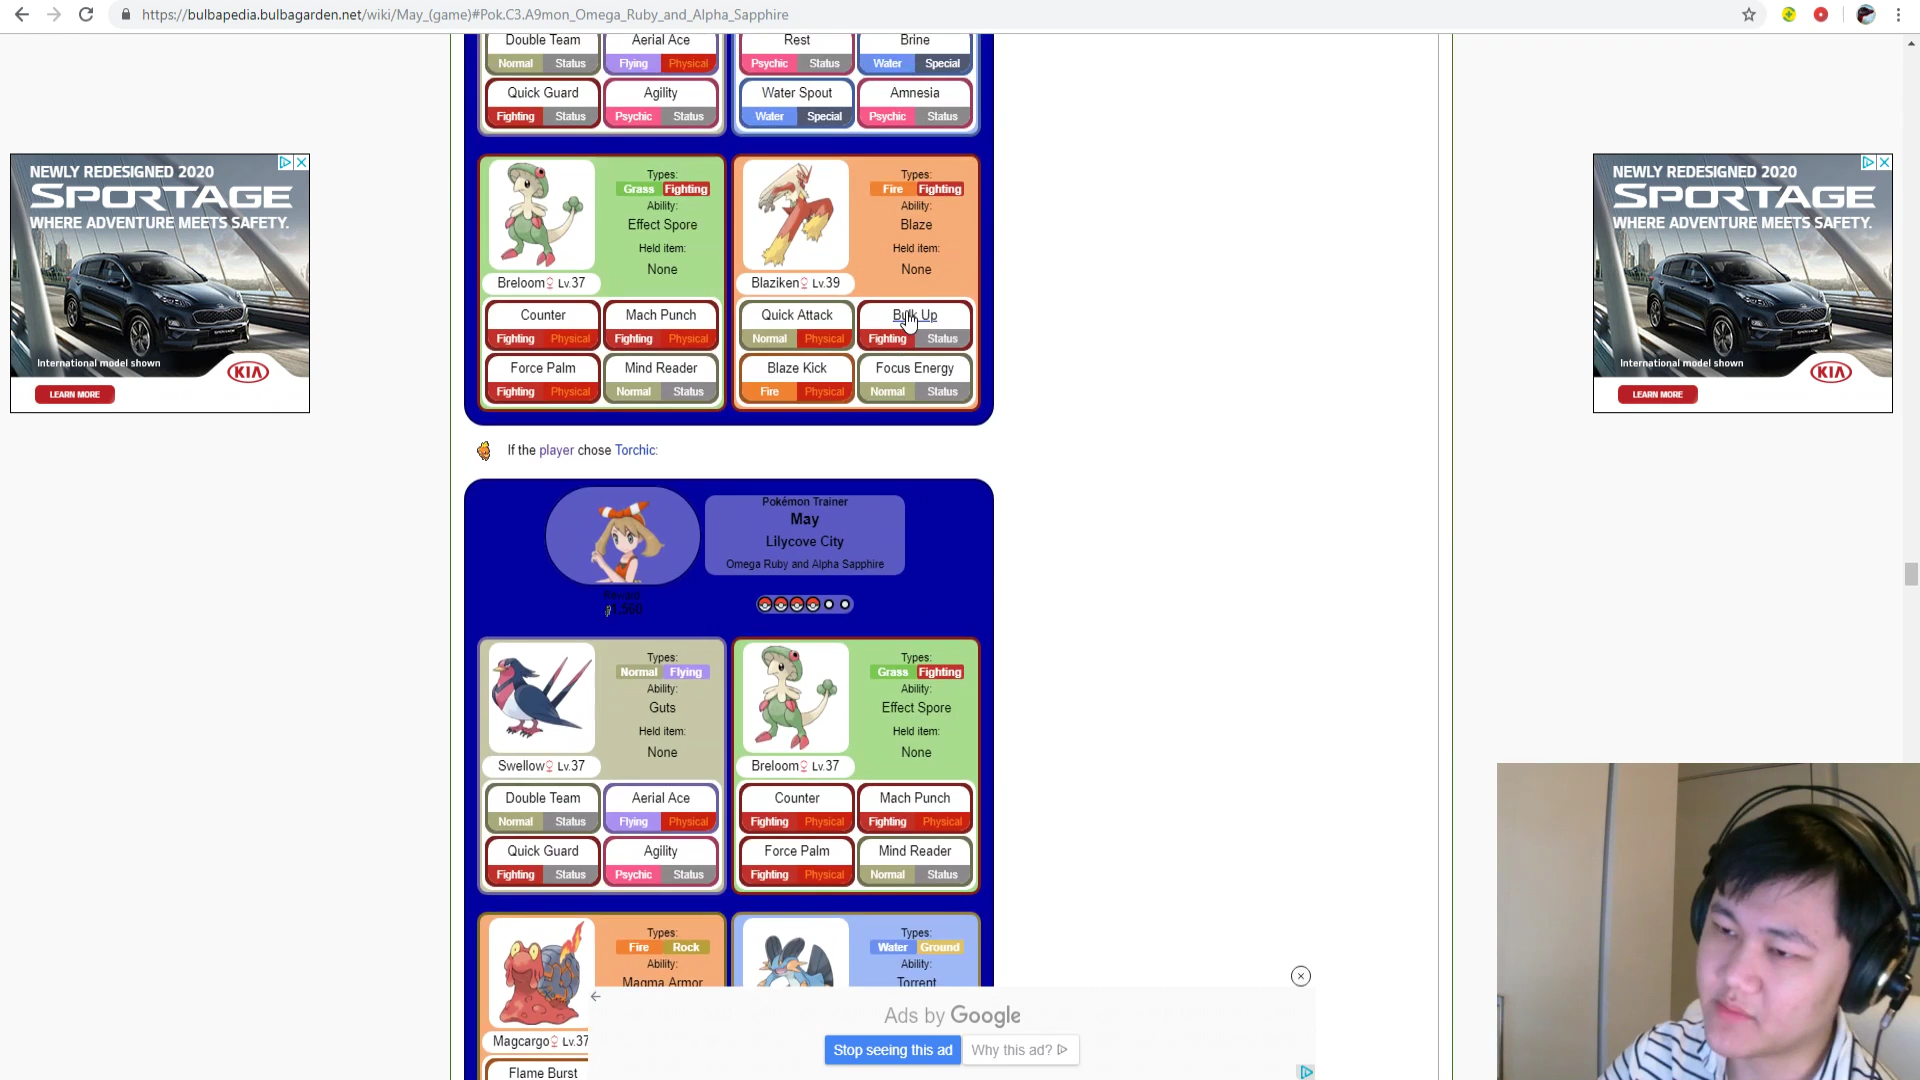 https://bulbapedia.bulbagarden.net/wiki/May_(game)#Pok.C3.A9mon_Omega_Ruby_and_Alpha_Sapphire
Double Team Aerial Ace Rest Brine
Normal Status Flying Physical Psychic Status Water Special
Quick Guard Agility Water Spout Amnesia
Fighting Status Psychic Status Water Special Psychic Status
NEWLY REDESIGNED 2020
SPORTAGE
WHERE ADVENTURE MEETS SAFETY.
International model shown
KIA
LEARN MORE
Types:
Grass Fighting
Ability:
Effect Spore
Held item:
None
Breloom♀ Lv.37
Counter Mach Punch
Fighting Physical Fighting Physical
Force Palm Mind Reader
Fighting Physical Normal Status
Types:
Fire Fighting
Ability:
Blaze
Held item:
None
Blaziken♀ Lv.39
Quick Attack Bulk Up
Normal Physical Fighting Status
Blaze Kick Focus Energy
Fire Physical Normal Status
NEWLY REDESIGNED 2020
SPORTAGE
WHERE ADVENTURE MEETS SAFETY.
International model shown
KIA
LEARN MORE
If the player chose Torchic:
Pokémon Trainer
May
Lilycove City
Omega Ruby and Alpha Sapphire
Reward:
1,560
Types:
Normal Flying
Ability:
Guts
Held item:
None
Swellow♀ Lv.37
Double Team Aerial Ace
Normal Status Flying Physical
Quick Guard Agility
Fighting Status Psychic Status
Types:
Grass Fighting
Ability:
Effect Spore
Held item:
None
Breloom♀ Lv.37
Counter Mach Punch
Fighting Physical Fighting Physical
Force Palm Mind Reader
Fighting Physical Normal Status
Types:
Fire Rock
Ability:
Magma Armor
Magcargo♀ Lv.37
Flame Burst
Types:
Water Ground
Ability:
Torrent
Ads by Google
Stop seeing this ad
Why this ad?